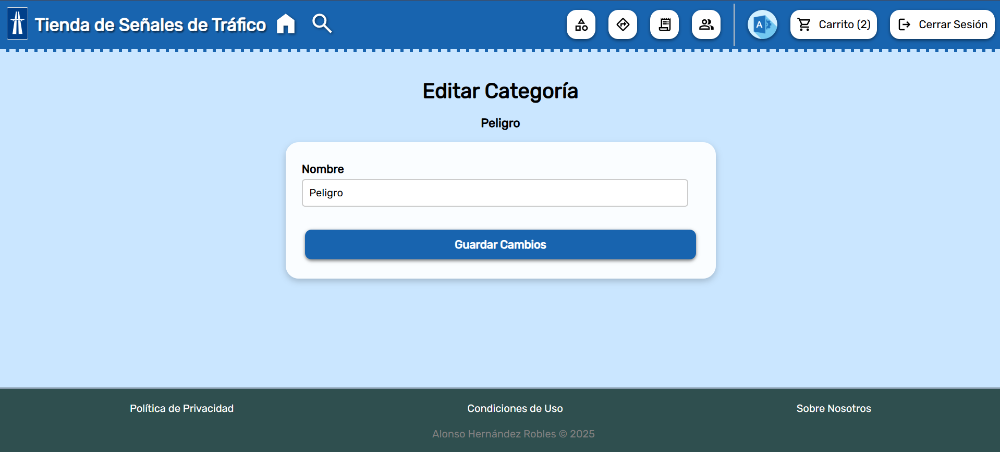 Tienda de Señales de Tráfico
A
Carrito (2)
Cerrar Sesión
Editar Categoría
Peligro
Nombre
Peligro
Guardar Cambios
Política de Privacidad
Condiciones de Uso
Sobre Nosotros
Alonso Hernández Robles © 2025